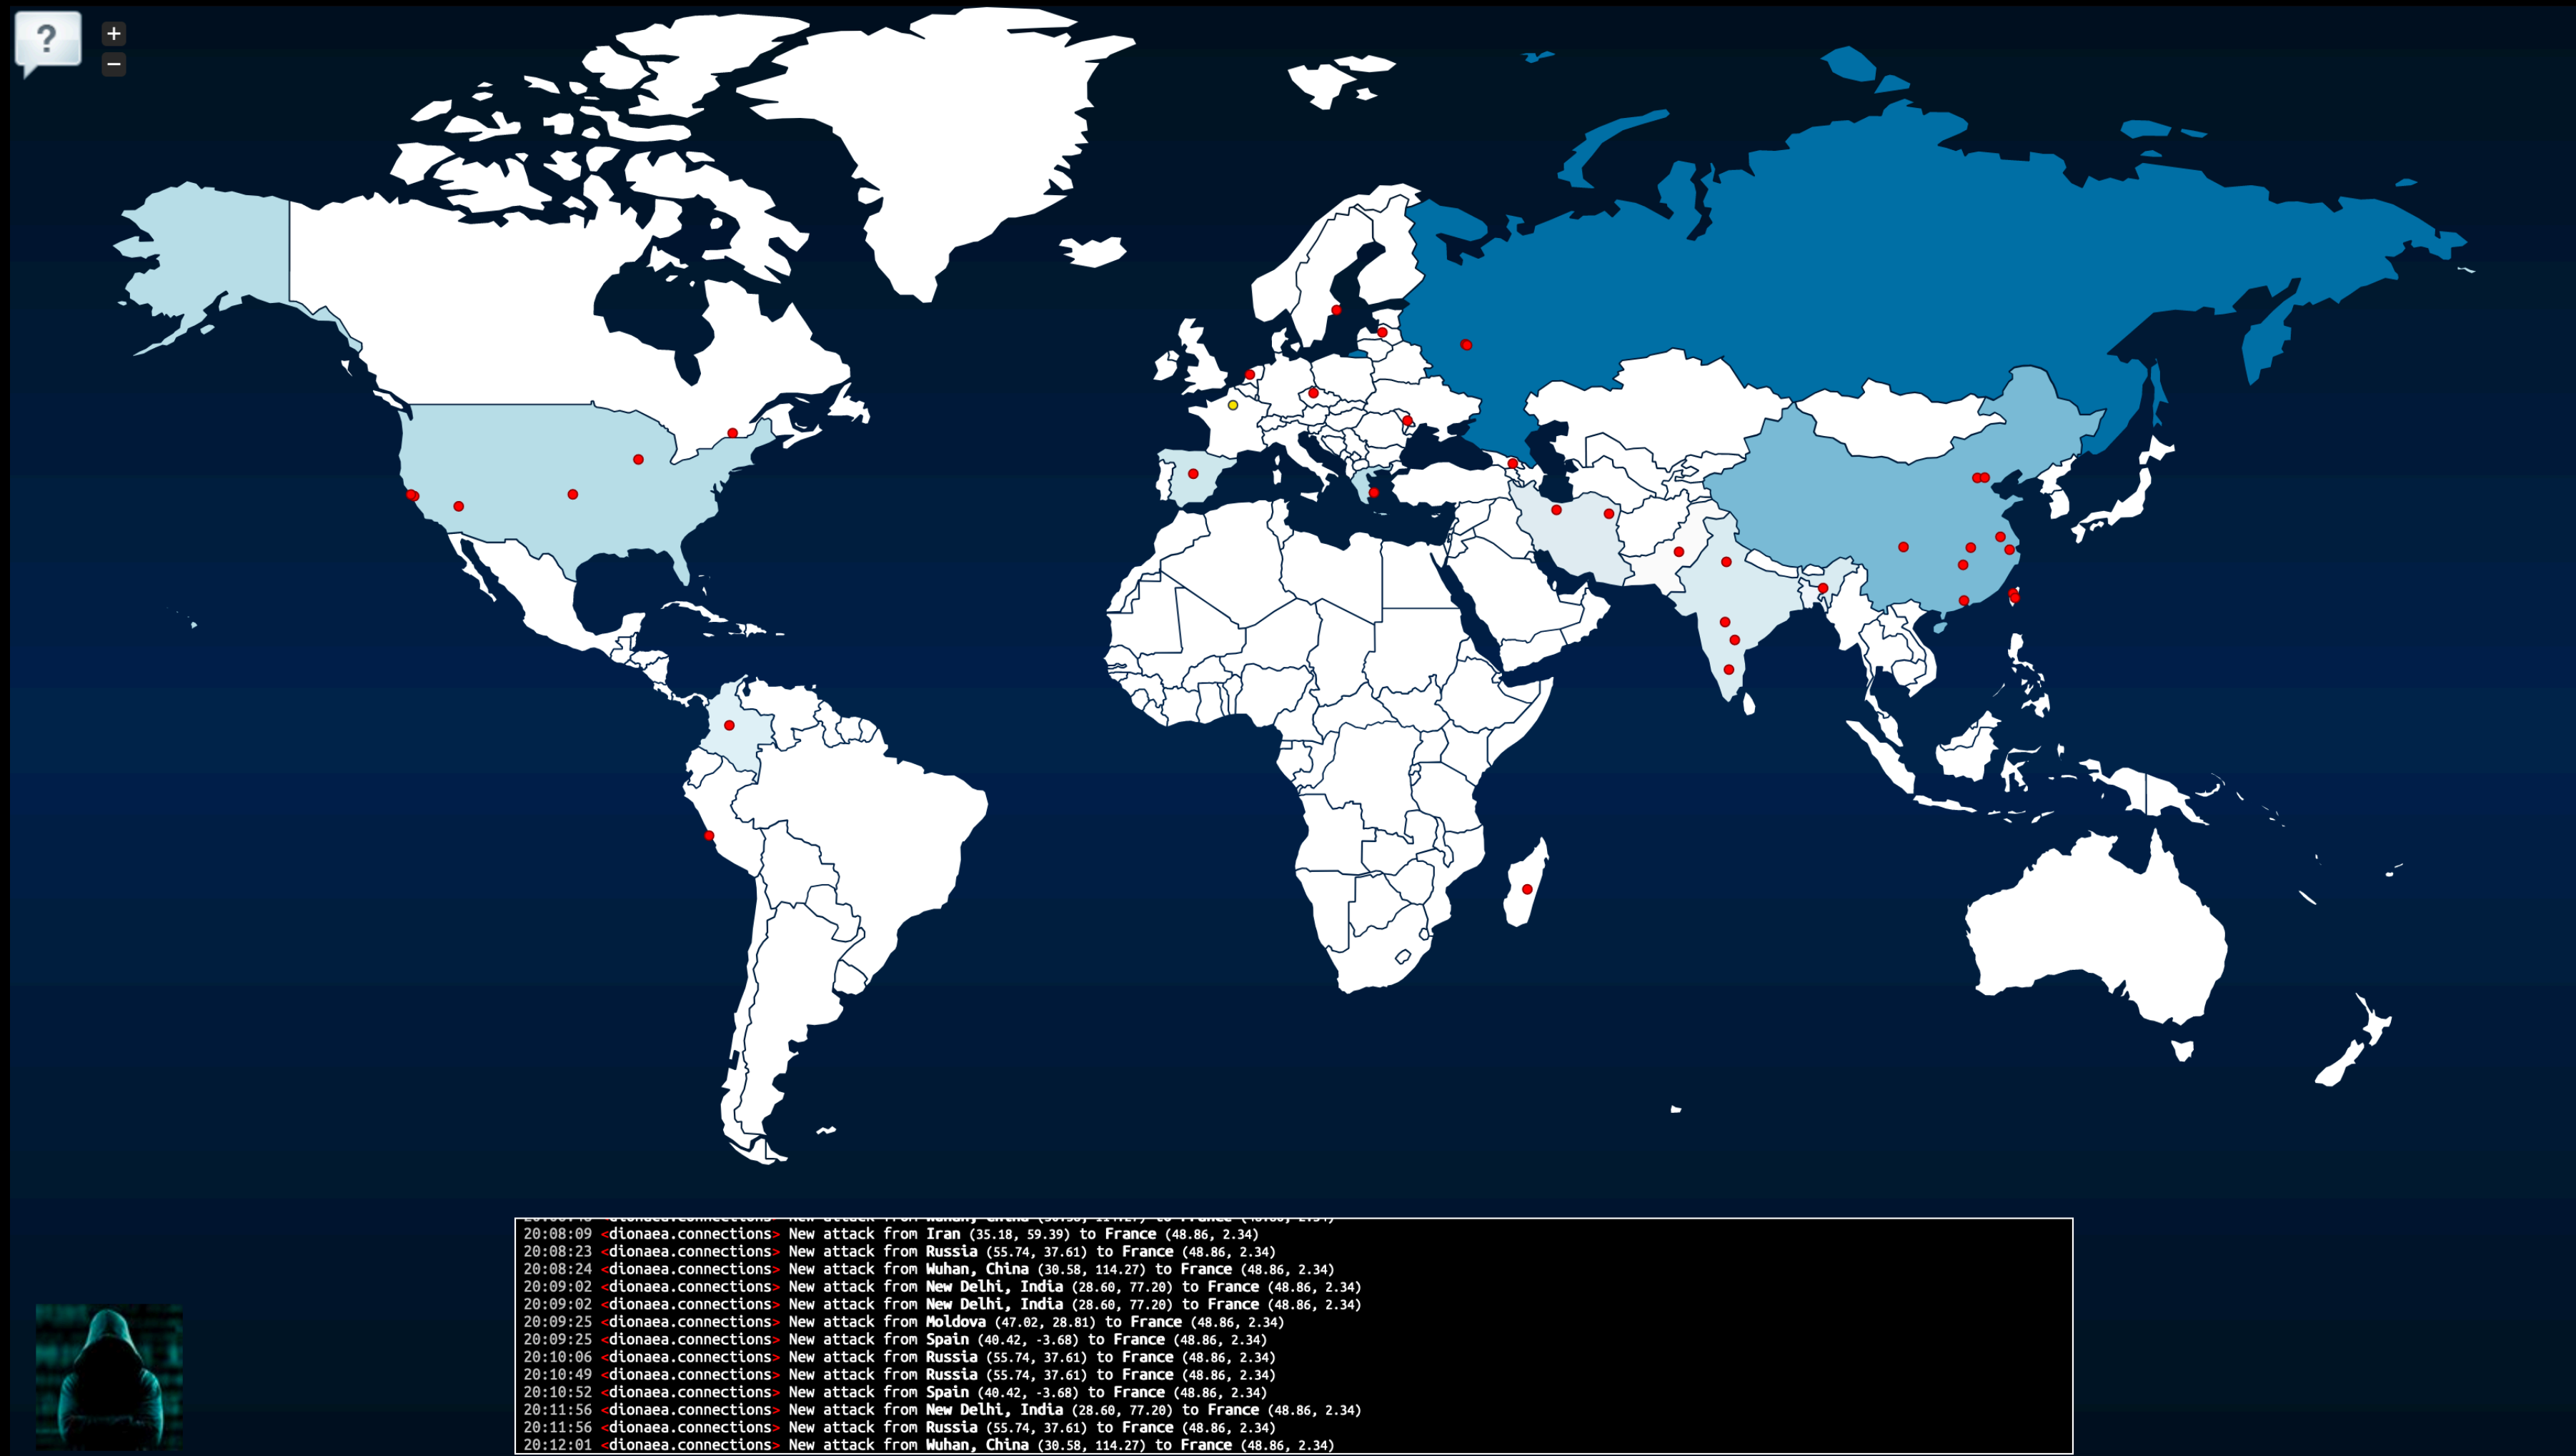 ?
+
−
20:08:09 <dionaea.connections> New attack from Iran (35.18, 59.39) to France (48.86, 2.34)
20:08:23 <dionaea.connections> New attack from Russia (55.74, 37.61) to France (48.86, 2.34)
20:08:24 <dionaea.connections> New attack from Wuhan, China (30.58, 114.27) to France (48.86, 2.34)
20:09:02 <dionaea.connections> New attack from New Delhi, India (28.60, 77.20) to France (48.86, 2.34)
20:09:02 <dionaea.connections> New attack from New Delhi, India (28.60, 77.20) to France (48.86, 2.34)
20:09:25 <dionaea.connections> New attack from Moldova (47.02, 28.81) to France (48.86, 2.34)
20:09:25 <dionaea.connections> New attack from Spain (40.42, -3.68) to France (48.86, 2.34)
20:10:06 <dionaea.connections> New attack from Russia (55.74, 37.61) to France (48.86, 2.34)
20:10:49 <dionaea.connections> New attack from Russia (55.74, 37.61) to France (48.86, 2.34)
20:10:52 <dionaea.connections> New attack from Spain (40.42, -3.68) to France (48.86, 2.34)
20:11:56 <dionaea.connections> New attack from New Delhi, India (28.60, 77.20) to France (48.86, 2.34)
20:11:56 <dionaea.connections> New attack from Russia (55.74, 37.61) to France (48.86, 2.34)
20:12:01 <dionaea.connections> New attack from Wuhan, China (30.58, 114.27) to France (48.86, 2.34)